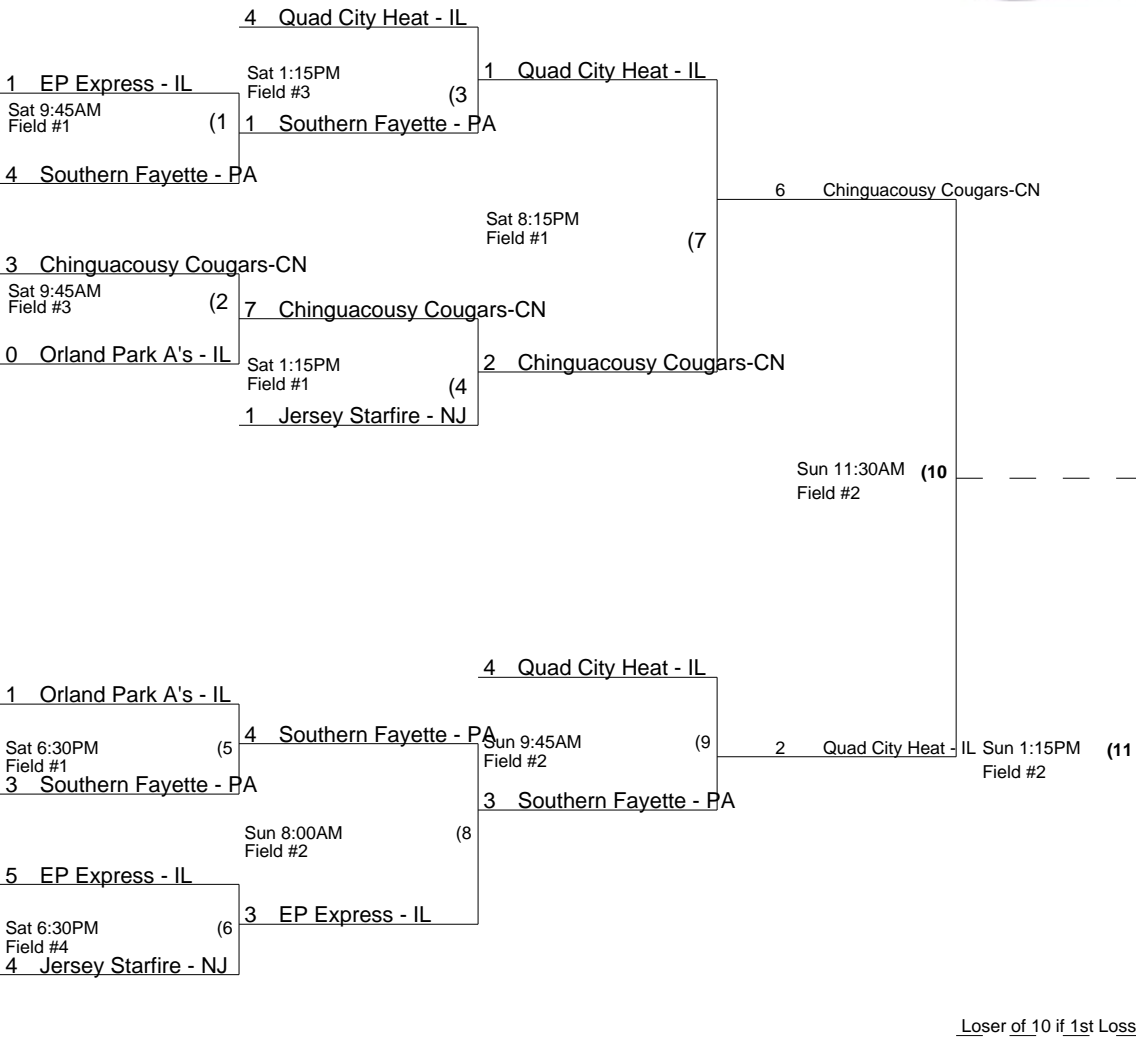 4 Quad City Heat - IL
Sat 1:15PM
Field #3
(3
1 Quad City Heat - IL
1 EP Express - IL
Sat 9:45AM
Field #1
(1
1 Southern Fayette - PA
4 Southern Fayette - PA
6 Chinguacousy Cougars-CN
Sat 8:15PM
Field #1
(7
3 Chinguacousy Cougars-CN
Sat 9:45AM
Field #3
(2
7 Chinguacousy Cougars-CN
0 Orland Park A's - IL
Sat 1:15PM
Field #1
(4
2 Chinguacousy Cougars-CN
1 Jersey Starfire - NJ
Sun 11:30AM (10
Field #2
4 Quad City Heat - IL
1 Orland Park A's - IL
4 Southern Fayette - PA
Sat 6:30PM
Field #1
(5
Sun 9:45AM
Field #2
(9
2 Quad City Heat - IL
Sun 1:15PM (11
Field #2
3 Southern Fayette - PA
3 Southern Fayette - PA
Sun 8:00AM
Field #2
(8
5 EP Express - IL
3 EP Express - IL
Sat 6:30PM
Field #4
(6
4 Jersey Starfire - NJ
Loser of 10 if 1st Loss